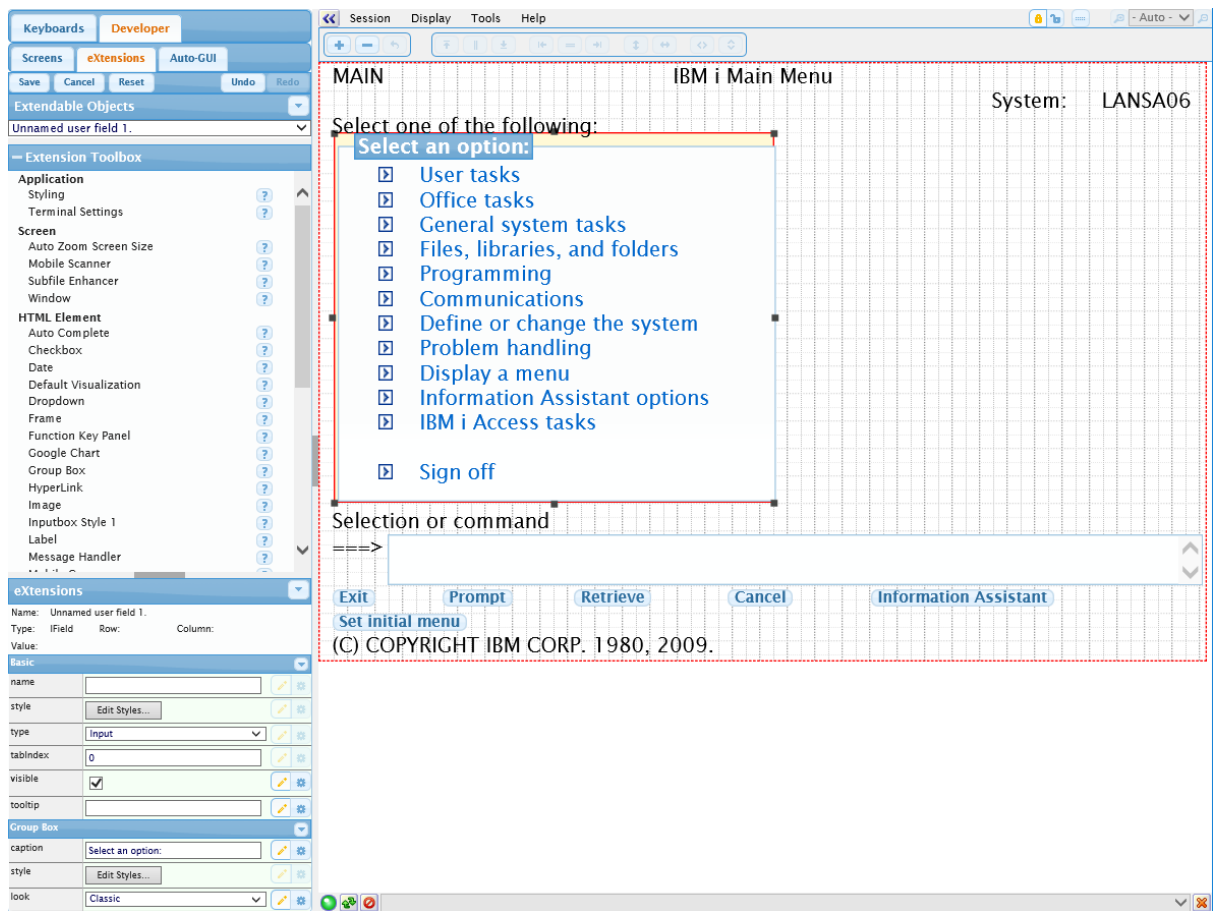 Keyboards Developer
Screens eXtensions Auto-GUI
Save Cancel Reset Undo Redo
Extendable Objects
Unnamed user field 1.
Extension Toolbox
Application
Styling ?
Terminal Settings ?
Screen
Auto Zoom Screen Size ?
Mobile Scanner ?
Subfile Enhancer ?
Window ?
HTML Element
Auto Complete ?
Checkbox ?
Date ?
Default Visualization ?
Dropdown ?
Frame ?
Function Key Panel ?
Google Chart ?
Group Box ?
HyperLink ?
Image ?
Inputbox Style 1 ?
Label ?
Message Handler ?
eXtensions
Name: Unnamed user field 1.
Type: IField Row: Column:
Value:
Basic
name
style Edit Styles...
type Input
tabIndex 0
visible
tooltip
Group Box
caption Select an option:
style Edit Styles...
look Classic
Session Display Tools Help - Auto -
MAIN IBM i Main Menu
System: LANSA06
Select one of the following:
Select an option:
User tasks
Office tasks
General system tasks
Files, libraries, and folders
Programming
Communications
Define or change the system
Problem handling
Display a menu
Information Assistant options
IBM i Access tasks
Sign off
Selection or command
===>
Exit Prompt Retrieve Cancel Information Assistant
Set initial menu
(C) COPYRIGHT IBM CORP. 1980, 2009.